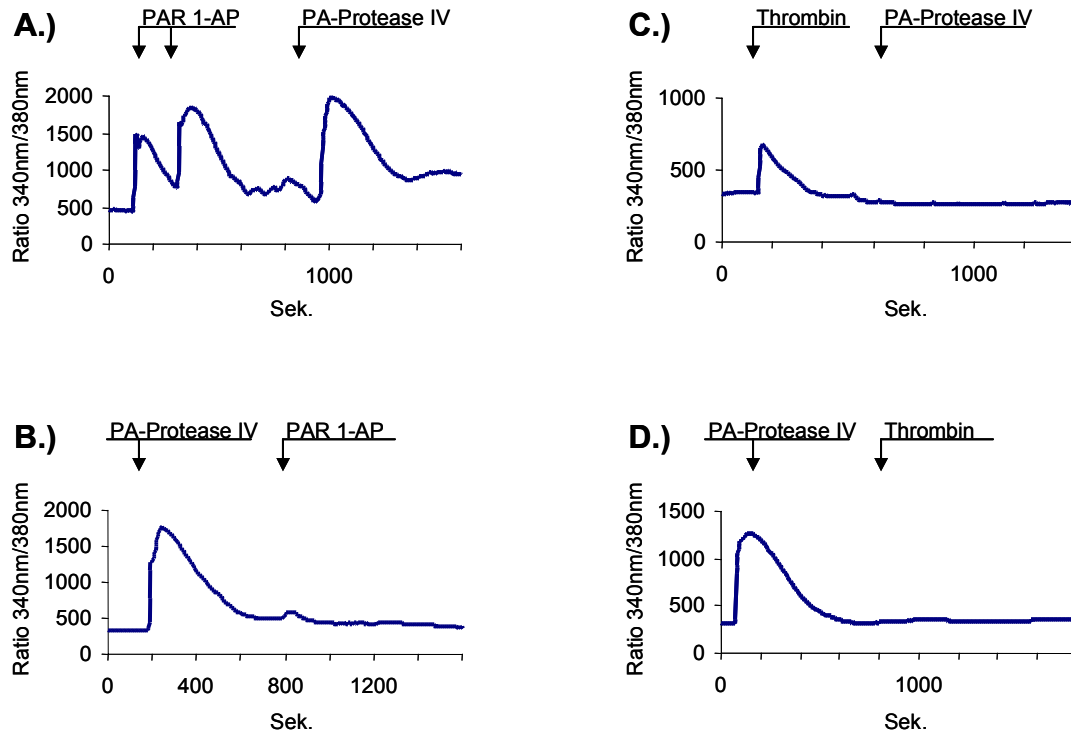 A.)
PAR 1-AP
PA-Protease IV
Ratio 340nm/380nm
2000
1500
1000
500
0
0
1000
Sek.
C.)
Thrombin
PA-Protease IV
Ratio 340nm/380nm
1000
500
0
0
1000
Sek.
B.)
PA-Protease IV
PAR 1-AP
Ratio 340nm/380nm
2000
1500
1000
500
0
0
400
800
1200
Sek.
D.)
PA-Protease IV
Thrombin
Ratio 340nm/380nm
1500
1000
500
0
0
1000
Sek.